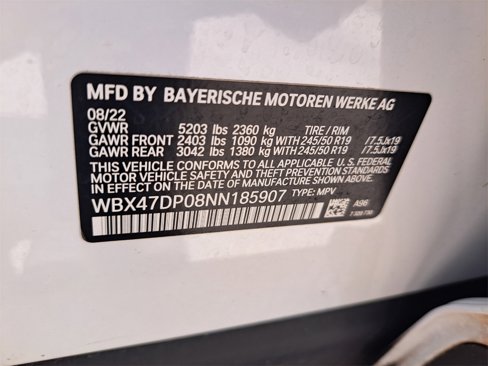 MFD BY BAYERISCHE MOTOREN WERKE AG
08/22
GVWR 5203 lbs 2360 kg TIRE / RIM
GAWR FRONT 2403 lbs 1090 kg WITH 245/50 R19 /7.5Jx19
GAWR REAR 3042 lbs 1380 kg WITH 245/50 R19 /7.5Jx19
THIS VEHICLE CONFORMS TO ALL APPLICABLE U. S. FEDERAL
MOTOR VEHICLE SAFETY AND THEFT PREVENTION STANDARDS
IN EFFECT ON THE DATE OF MANUFACTURE SHOWN ABOVE.
WBX47DP08NN185907 TYPE: MPV
A96